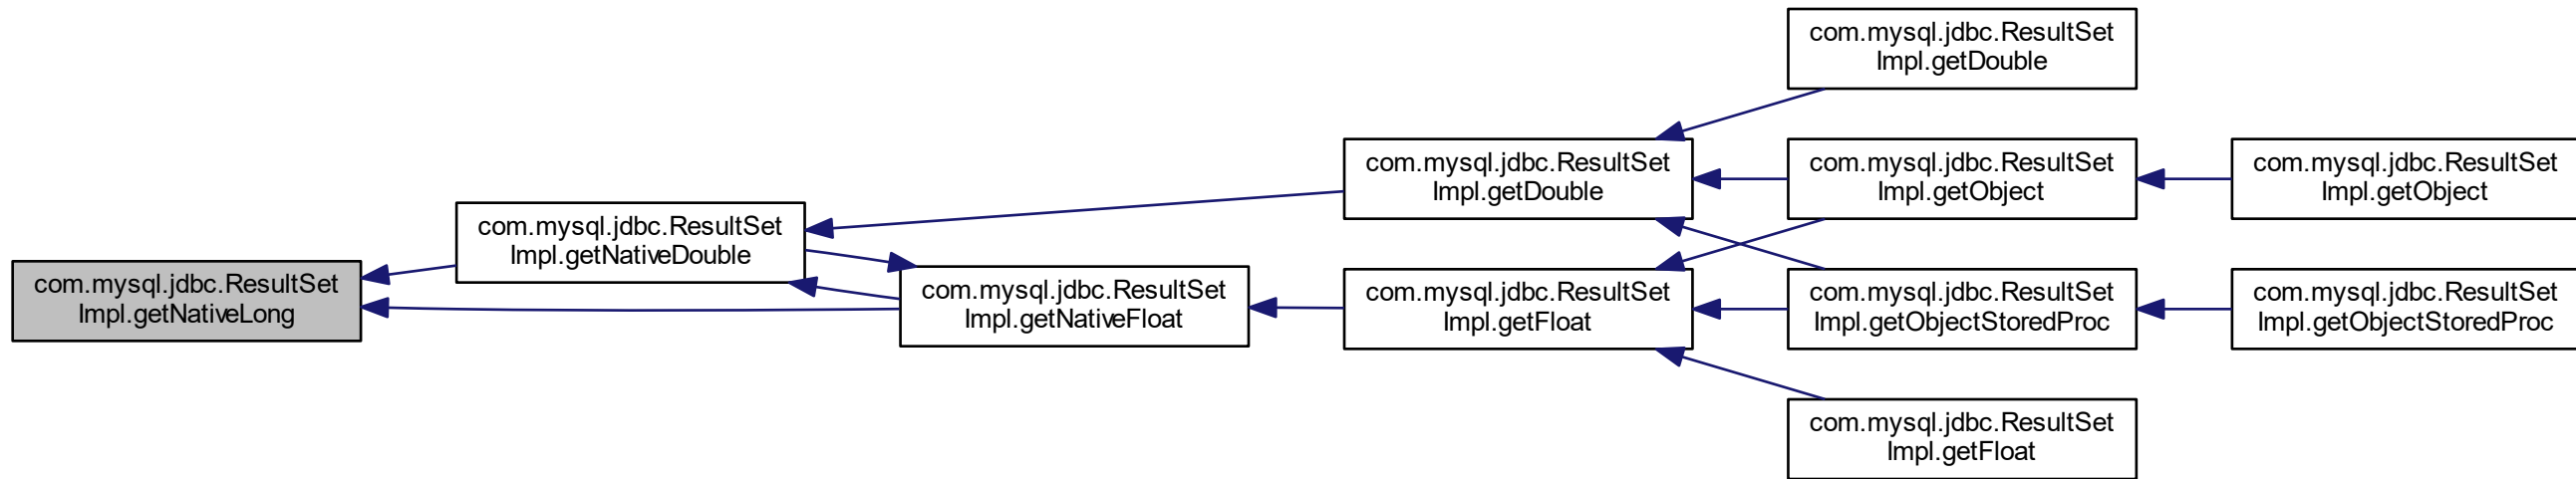 com.mysql.jdbc.ResultSet
Impl.getNativeLong
com.mysql.jdbc.ResultSet
Impl.getNativeDouble
com.mysql.jdbc.ResultSet
Impl.getNativeFloat
com.mysql.jdbc.ResultSet
Impl.getDouble
com.mysql.jdbc.ResultSet
Impl.getFloat
com.mysql.jdbc.ResultSet
Impl.getDouble
com.mysql.jdbc.ResultSet
Impl.getObject
com.mysql.jdbc.ResultSet
Impl.getObjectStoredProc
com.mysql.jdbc.ResultSet
Impl.getFloat
com.mysql.jdbc.ResultSet
Impl.getObject
com.mysql.jdbc.ResultSet
Impl.getObjectStoredProc